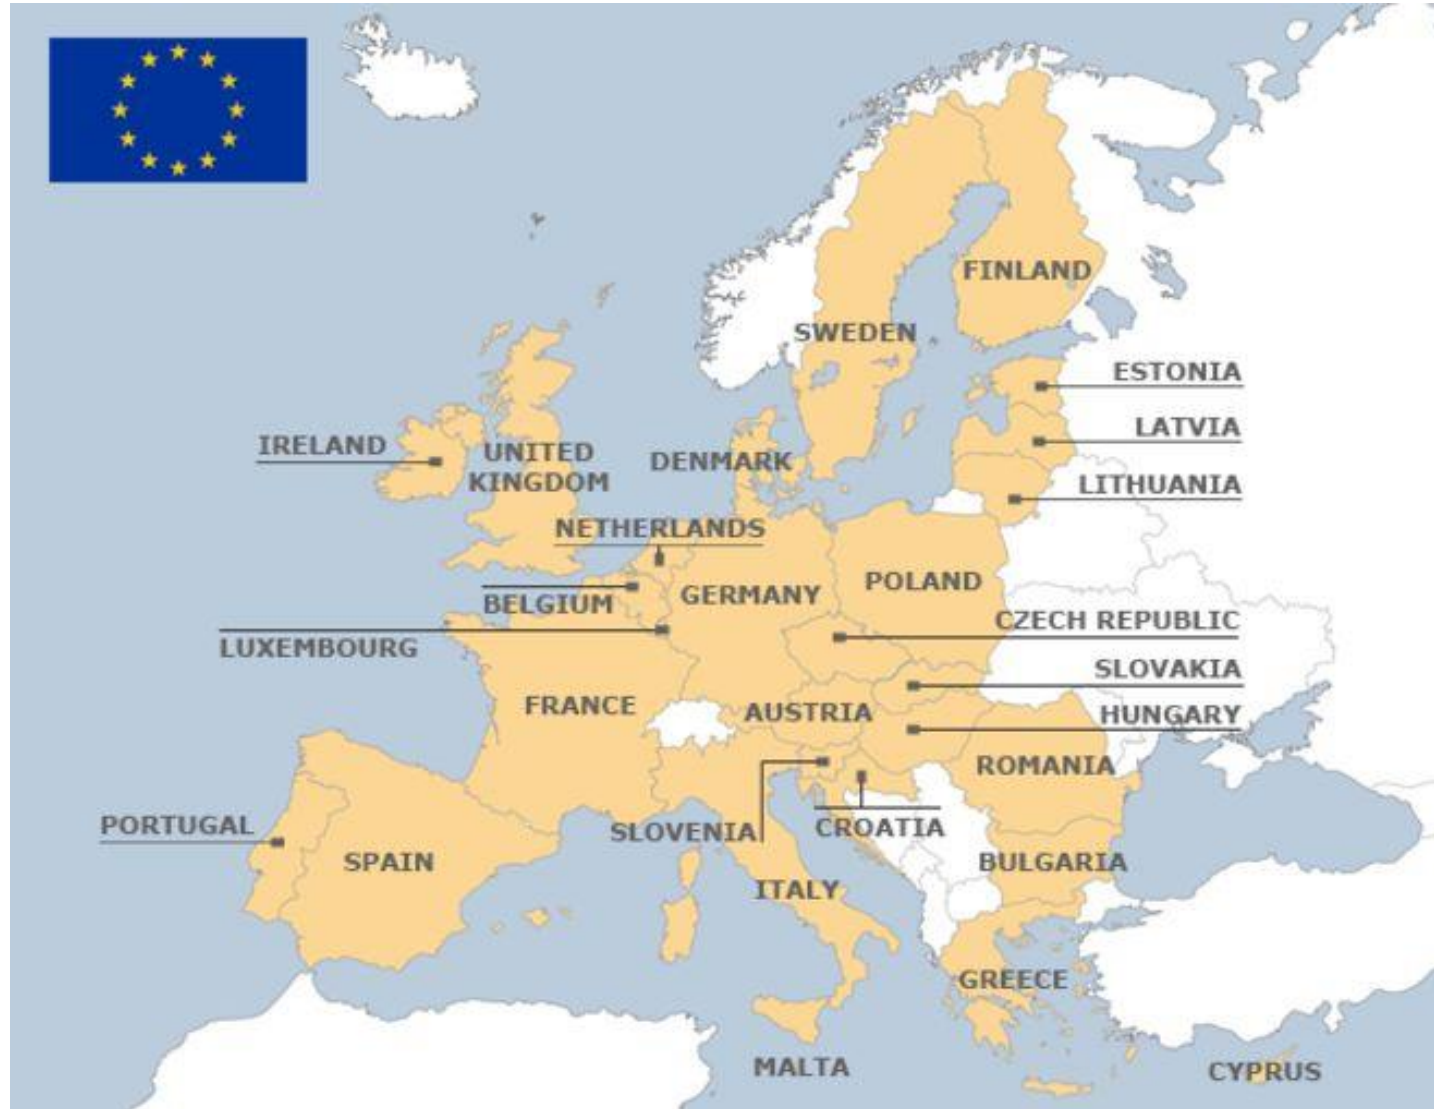 FINLAND
SWEDEN
ESTONIA
LATVIA
IRELAND
UNITED
KINGDOM
DENMARK
LITHUANIA
NETHERLANDS
POLAND
GERMANY
BELGIUM
CZECH REPUBLIC
LUXEMBOURG
SLOVAKIA
FRANCE
AUSTRIA
HUNGARY
ROMANIA
PORTUGAL
SLOVENIA
CROATIA
SPAIN
BULGARIA
ITALY
GREECE
MALTA
CYPRUS